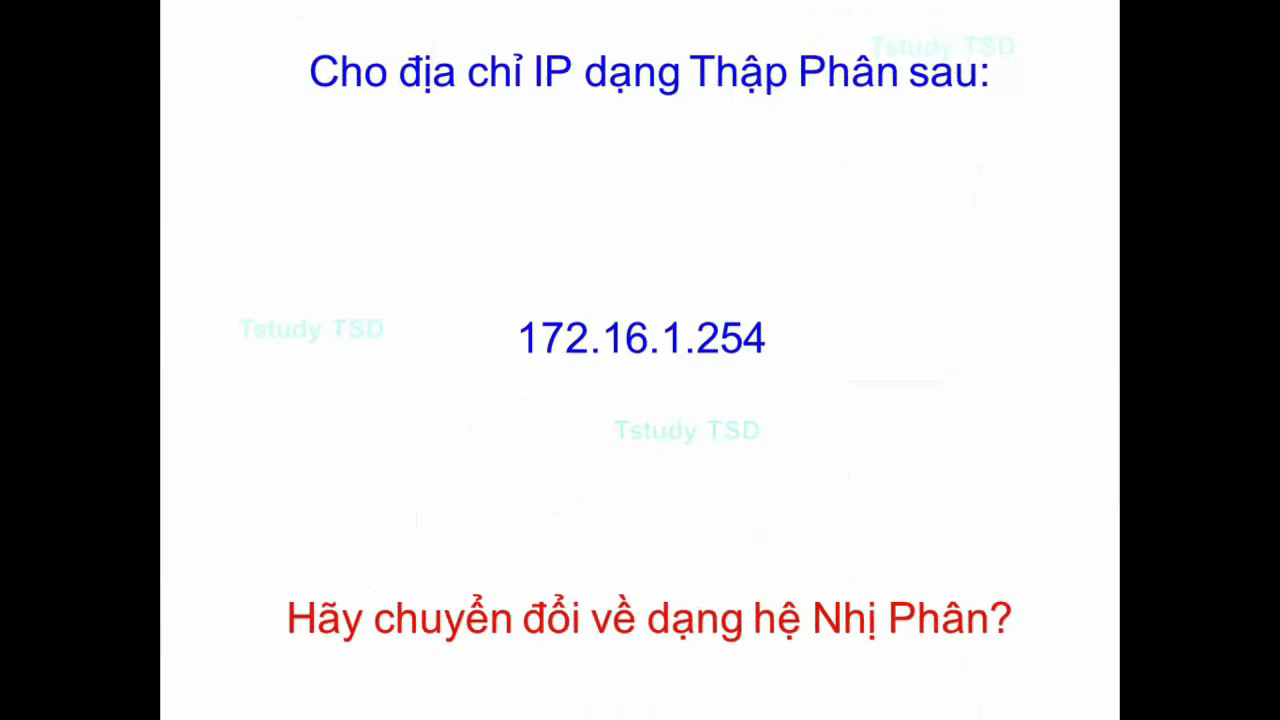 Tstudy TSD
Cho địa chỉ IP dạng Thập Phân sau:
Tstudy TSD
172.16.1.254
Tstudy TSD
Hãy chuyển đổi về dạng hệ Nhị Phân?